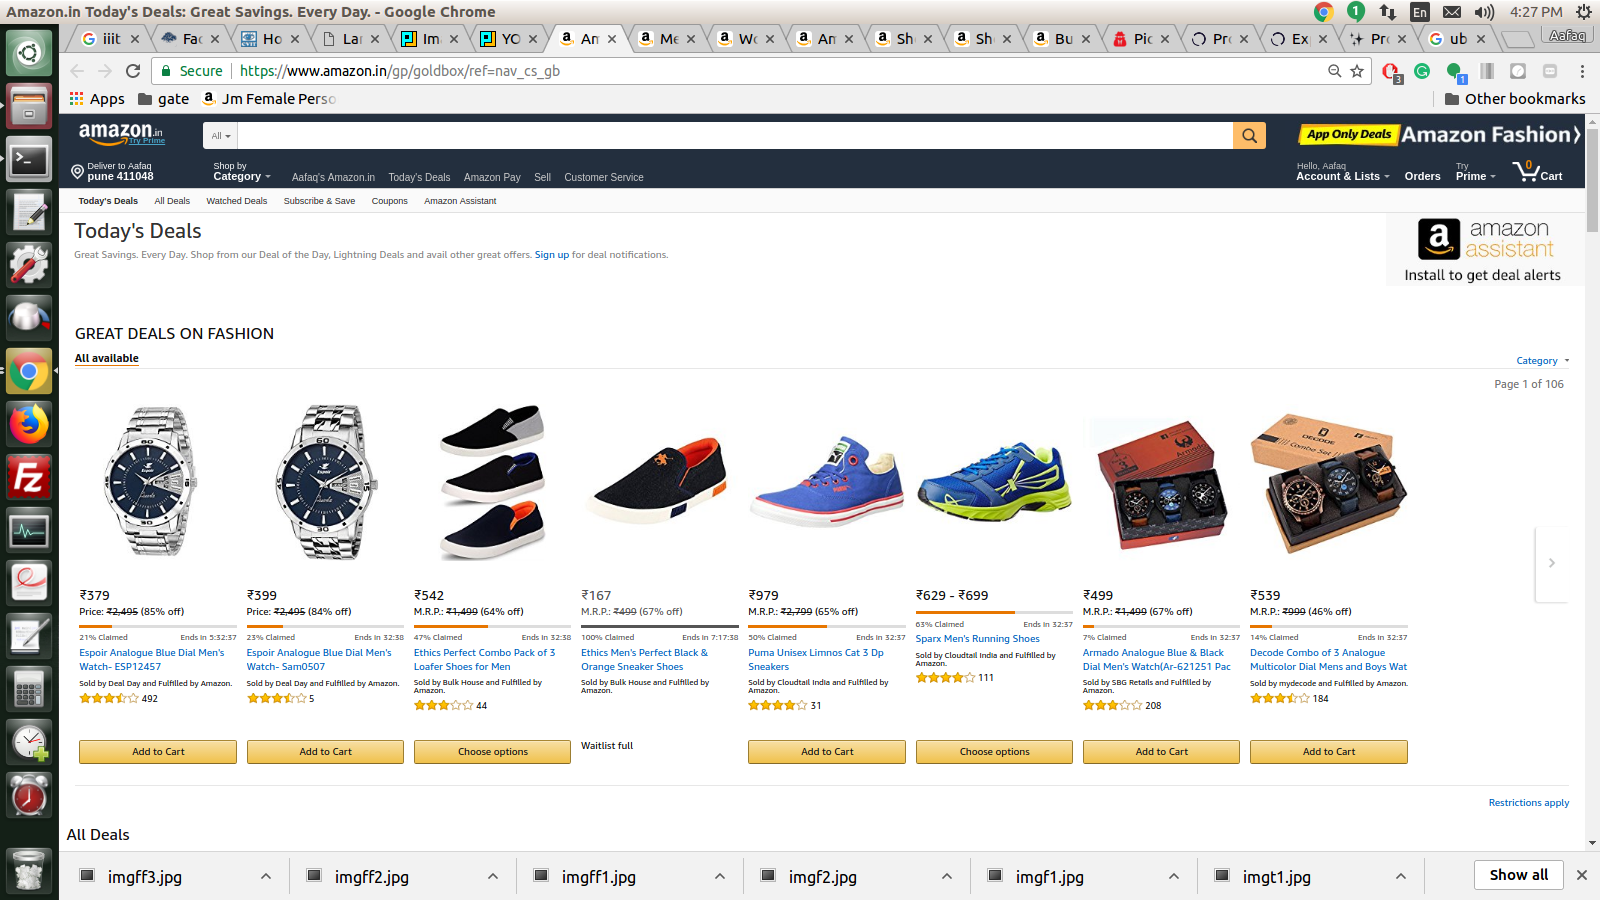 Amazon.in Today's Deals: Great Savings. Every Day. - Google Chrome
1
En
4:27 PM
iiit
Fac
Ho
Lar
Im
YO
Am
Me
Wo
Am
Sho
Sho
Bu
Pic
Pro
Exp
Pro
ub
Aafaq
Secure
https://www.amazon.in/gp/goldbox/ref=nav_cs_gb
3
1
Apps
gate
Jm Female Perso
Other bookmarks
amazon.in
Try Prime
All
App Only Deals
Amazon Fashion
Deliver to Aafaq
pune 411048
Shop by
Category
Aafaq's Amazon.in
Today's Deals
Amazon Pay
Sell
Customer Service
Hello, Aafaq
Account & Lists
Orders
Try
Prime
0
Cart
Today's Deals
All Deals
Watched Deals
Subscribe & Save
Coupons
Amazon Assistant
Today's Deals
Great Savings. Every Day. Shop from our Deal of the Day, Lightning Deals and avail other great offers. Sign up for deal notifications.
amazon
assistant
Install to get deal alerts
GREAT DEALS ON FASHION
All available
Category
Page 1 of 106
₹379
Price: ₹2,495 (85% off)
21% Claimed
Ends in 5:32:37
Espoir Analogue Blue Dial Men's
Watch- ESP12457
Sold by Deal Day and Fulfilled by Amazon.
492
Add to Cart
₹399
Price: ₹2,495 (84% off)
23% Claimed
Ends in 32:38
Espoir Analogue Blue Dial Men's
Watch- Sam0507
Sold by Deal Day and Fulfilled by Amazon.
5
Add to Cart
₹542
M.R.P.: ₹1,499 (64% off)
47% Claimed
Ends in 32:38
Ethics Perfect Combo Pack of 3
Loafer Shoes for Men
Sold by Bulk House and Fulfilled by
Amazon.
44
Choose options
₹167
M.R.P.: ₹499 (67% off)
100% Claimed
Ends in 7:17:38
Ethics Men's Perfect Black &
Orange Sneaker Shoes
Sold by Bulk House and Fulfilled by
Amazon.
Waitlist full
₹979
M.R.P.: ₹2,799 (65% off)
50% Claimed
Ends in 32:37
Puma Unisex Limnos Cat 3 Dp
Sneakers
Sold by Cloudtail India and Fulfilled by
Amazon.
31
Add to Cart
₹629 - ₹699
63% Claimed
Ends in 32:37
Sparx Men's Running Shoes
Sold by Cloudtail India and Fulfilled by
Amazon.
111
Choose options
₹499
M.R.P.: ₹1,499 (67% off)
7% Claimed
Ends in 32:37
Armado Analogue Blue & Black
Dial Men's Watch(Ar-621251 Pac
Sold by SBG Retails and Fulfilled by
Amazon.
208
Add to Cart
₹539
M.R.P.: ₹999 (46% off)
14% Claimed
Ends in 32:37
Decode Combo of 3 Analogue
Multicolor Dial Mens and Boys Wat
Sold by mydecode and Fulfilled by Amazon.
184
Add to Cart
Restrictions apply
All Deals
imgff3.jpg
imgff2.jpg
imgff1.jpg
imgf2.jpg
imgf1.jpg
imgt1.jpg
Show all